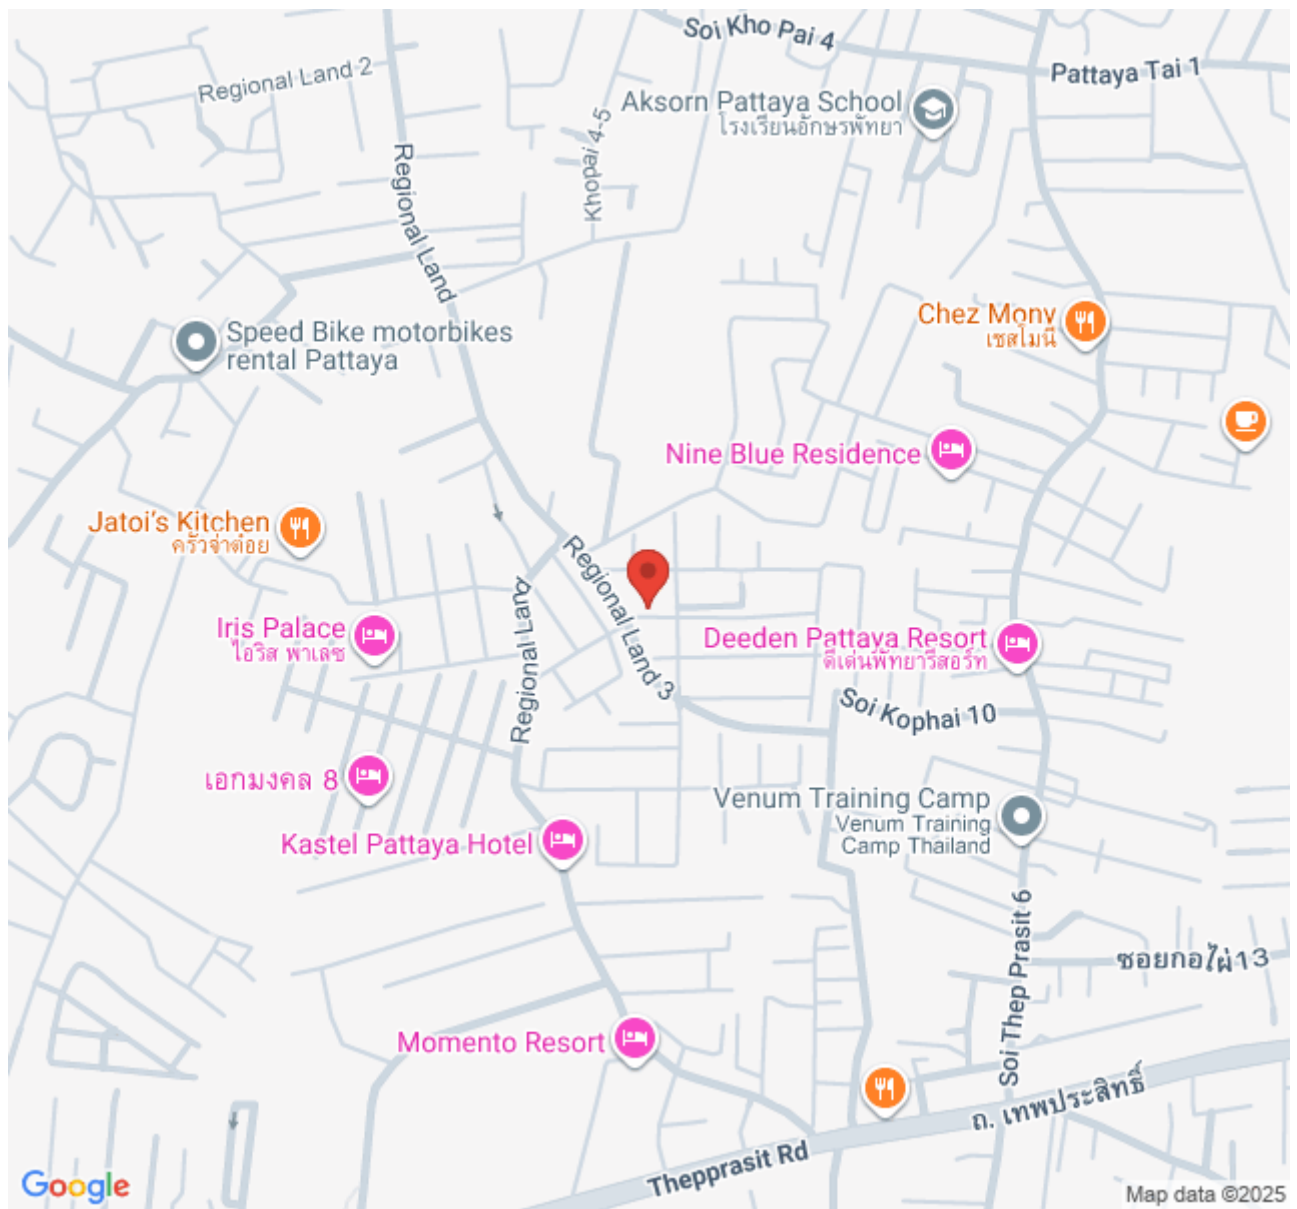 Soi Kho Pai 4
Pattaya Tai 1
Regional Land 2
Aksorn Pattaya School
โรงเรียนอักษรพัทยา
Khopai 4-5
Regional Land
Chez Mony
เชสโมนี
Speed Bike motorbikes
rental Pattaya
Nine Blue Residence
Jatoi's Kitchen
ครัวจ่าต๋อย
Regional Land 3
Regional Land
Iris Palace
ไอริส พาเลซ
Deeden Pattaya Resort
ดีเด่นพัทยารีสอร์ท
Soi Kophai 10
เอกมงคล 8
Venum Training Camp
Venum Training
Camp Thailand
Kastel Pattaya Hotel
Soi Thep Prasit 6
ซอยกอไผ่13
Momento Resort
ถ. เทพประสิทธิ์
Thepprasit Rd
Google
Map data ©2025